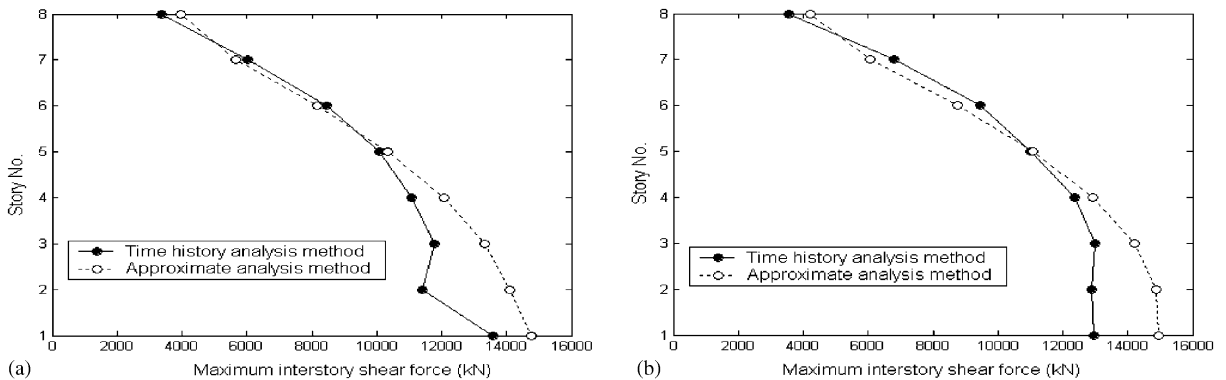 8
7
6
5
4
3
2
1
Story No.
Time history analysis method
Approximate analysis method
0 2000 4000 6000 8000 10000 12000 14000 16000
Maximum interstory shear force (kN)
(a)
8
7
6
5
4
3
2
1
Story No.
Time history analysis method
Approximate analysis method
0 2000 4000 6000 8000 10000 12000 14000 16000
Maximum interstory shear force (kN)
(b)